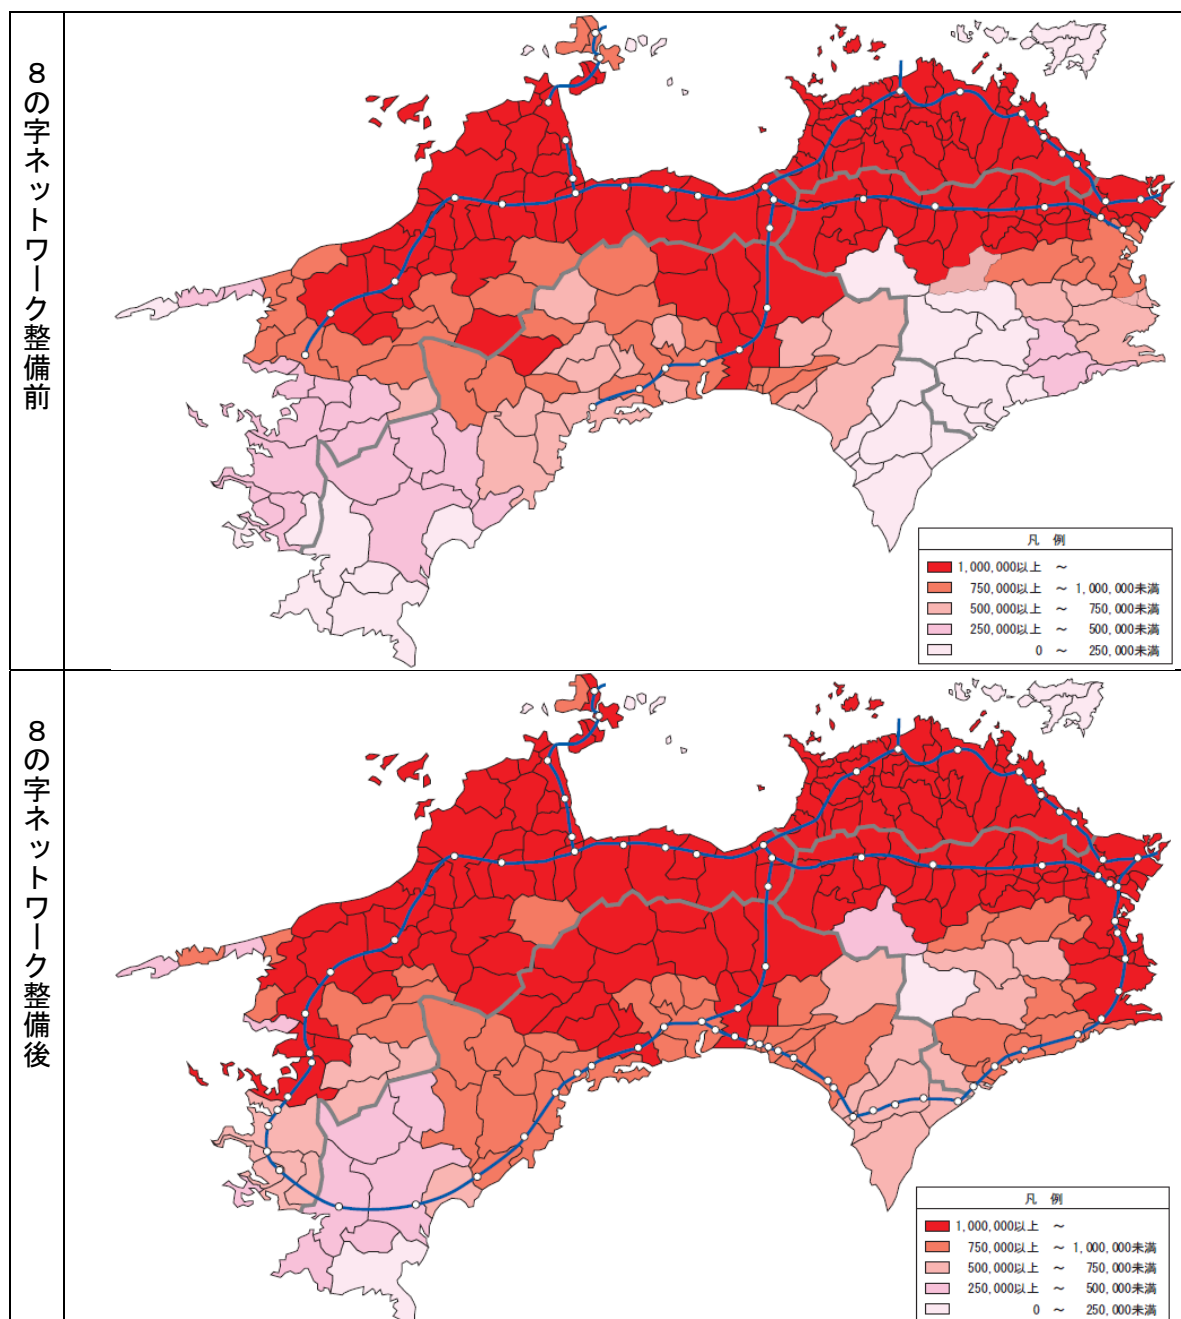 8の字ネットワーク整備前
凡 例
1,000,000以上 ～
750,000以上 ～ 1,000,000未満
500,000以上 ～ 750,000未満
250,000以上 ～ 500,000未満
0 ～ 250,000未満
8の字ネットワーク整備後
凡 例
1,000,000以上 ～
750,000以上 ～ 1,000,000未満
500,000以上 ～ 750,000未満
250,000以上 ～ 500,000未満
0 ～ 250,000未満